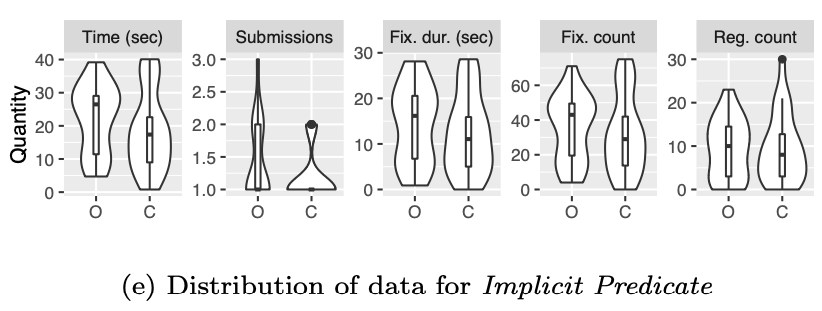 Time (sec) Submissions Fix. dur. (sec) Fix. count Reg. count
Quantity
40 30 20 10 0
3.0 2.5 2.0 1.5 1.0
30 20 10 0
60 40 20 0
30 20 10 0
O C O C O C O C O C
(e) Distribution of data for Implicit Predicate